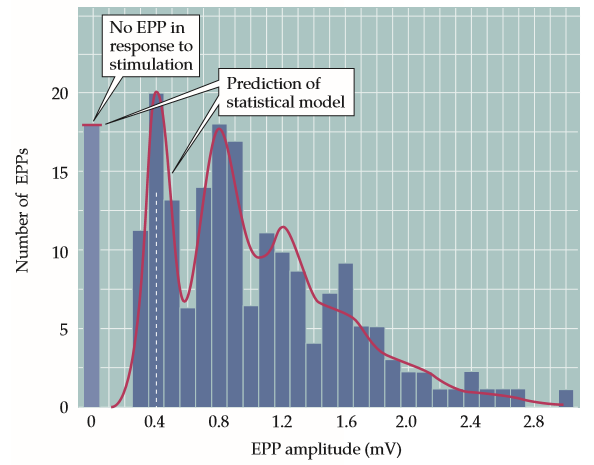 No EPP in
response to
stimulation
Prediction of
statistical model
Number of EPPs
20
15
10
5
0
0 0.4 0.8 1.2 1.6 2.0 2.4 2.8
EPP amplitude (mV)